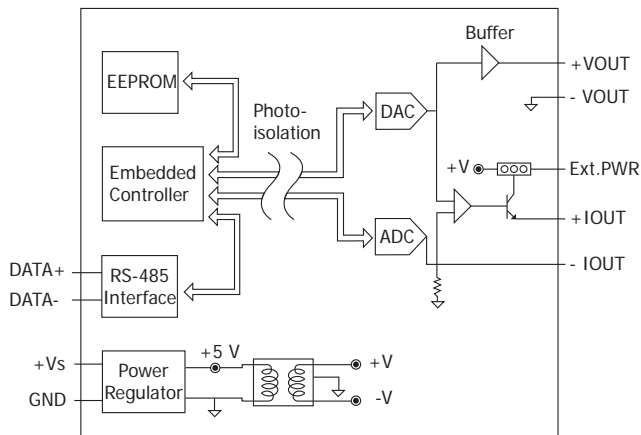 Buffer
EEPROM
Photo-
isolation
DAC
+VOUT
- VOUT
Embedded
Controller
+V
Ext.PWR
+IOUT
ADC
- IOUT
DATA+
DATA-
RS-485
Interface
+Vs
GND
Power
Regulator
+5 V
+V
-V